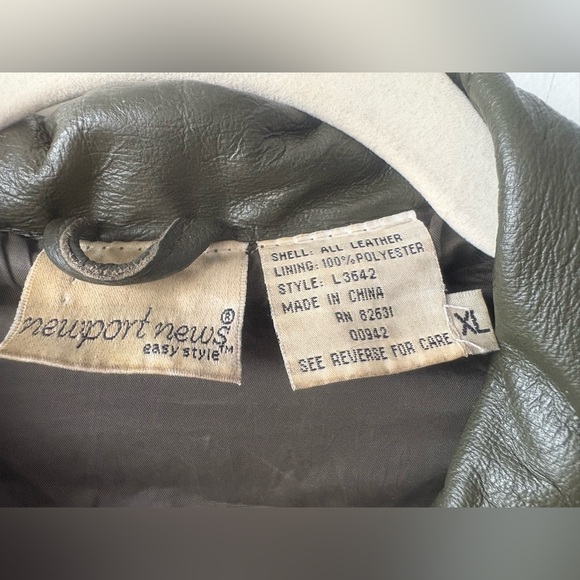 newport news®
easy style™
SHELL: ALL LEATHER
LINING: 100% POLYESTER
STYLE: L3642
MADE IN CHINA
RN 82631
00942
SEE REVERSE FOR CARE
XL